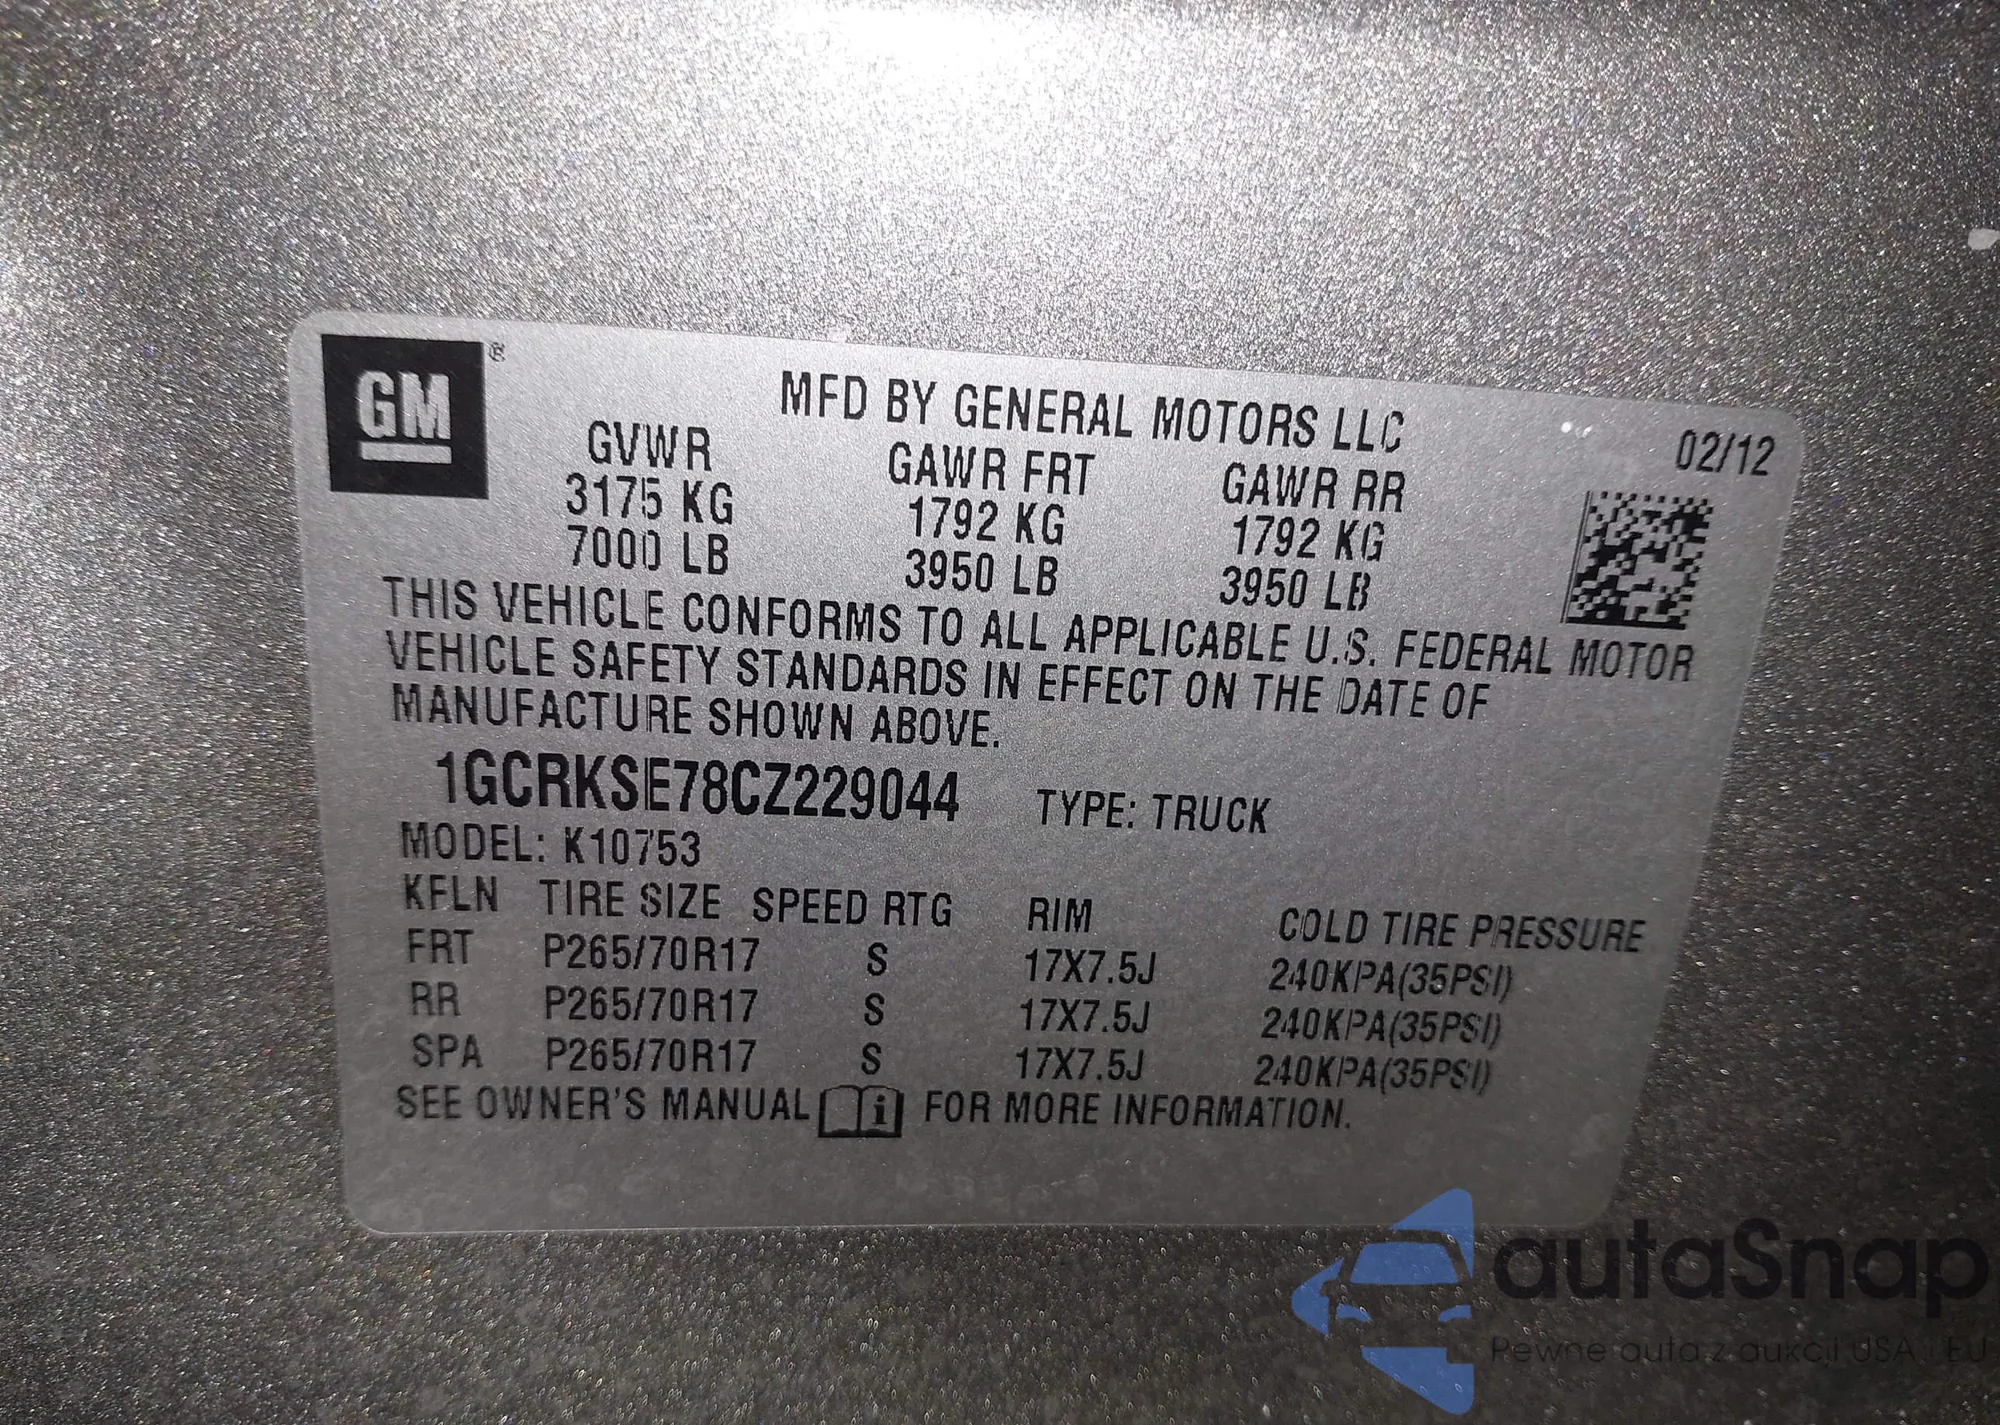 GM ®
MFD BY GENERAL MOTORS LLC
02/12
GVWR GAWR FRT GAWR RR
3175 KG 1792 KG 1792 KG
7000 LB 3950 LB 3950 LB
THIS VEHICLE CONFORMS TO ALL APPLICABLE U.S. FEDERAL MOTOR
VEHICLE SAFETY STANDARDS IN EFFECT ON THE DATE OF
MANUFACTURE SHOWN ABOVE.
1GCRKSE78CZ229044 TYPE: TRUCK
MODEL: K10753
KFLN TIRE SIZE SPEED RTG RIM COLD TIRE PRESSURE
FRT P265/70R17 S 17X7.5J 240KPA(35PSI)
RR P265/70R17 S 17X7.5J 240KPA(35PSI)
SPA P265/70R17 S 17X7.5J 240KPA(35PSI)
SEE OWNER'S MANUAL i FOR MORE INFORMATION.
autaSnap
Pewne auta z aukcji USA i EU